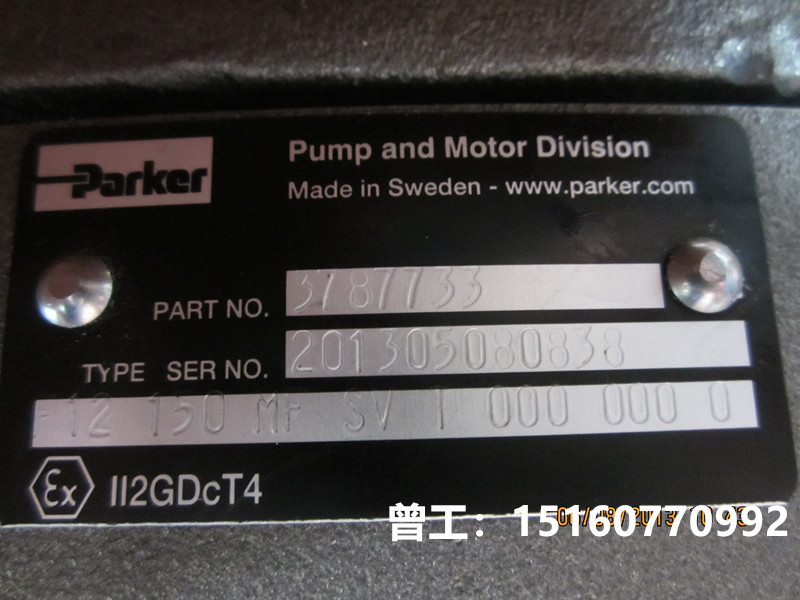 Parker
Pump and Motor Division
Made in Sweden - www.parker.com
PART NO. 3787733
TYPE SER NO. 201305080838
F12 150 MF SV T 000 000 0
Ex II2GDcT4
曾工：15160770992